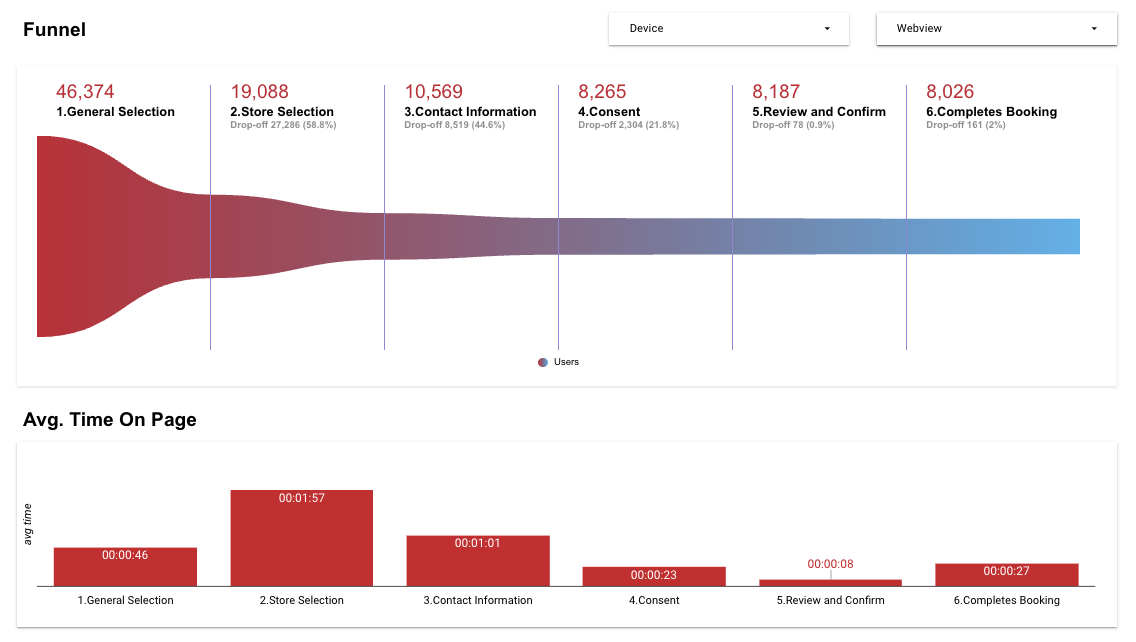 Funnel
Device
Webview
46,374
1.General Selection
19,088
2.Store Selection
Drop-off 27,286 (58.8%)
10,569
3.Contact Information
Drop-off 8,519 (44.6%)
8,265
4.Consent
Drop-off 2,304 (21.8%)
8,187
5.Review and Confirm
Drop-off 78 (0.9%)
8,026
6.Completes Booking
Drop-off 161 (2%)
Users
Avg. Time On Page
avg time
00:00:46
00:01:57
00:01:01
00:00:23
00:00:08
00:00:27
1.General Selection
2.Store Selection
3.Contact Information
4.Consent
5.Review and Confirm
6.Completes Booking